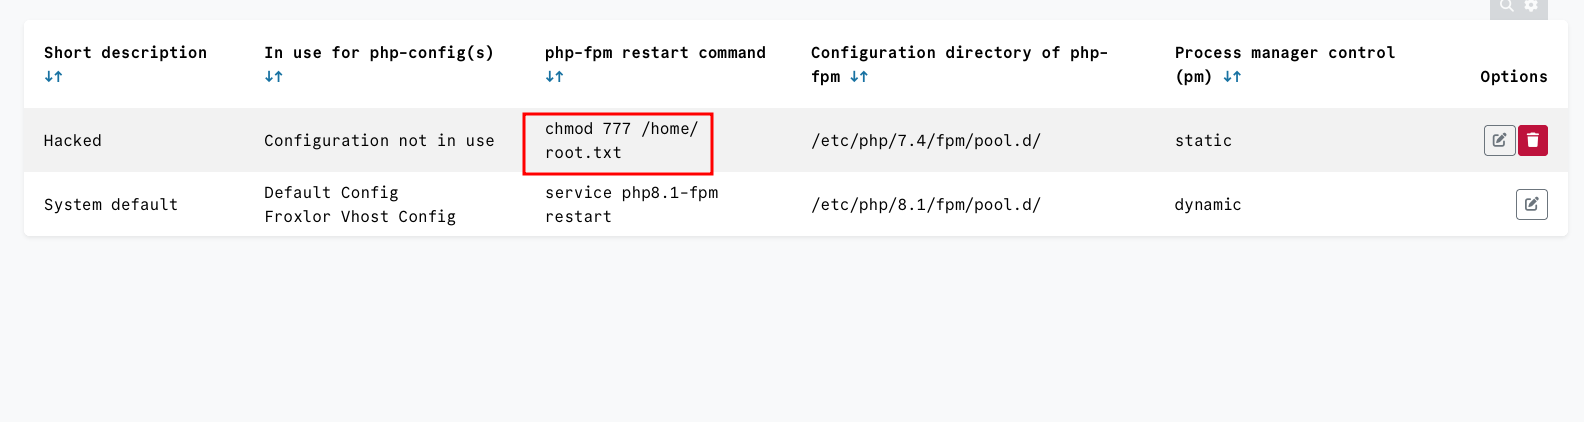 Short description
In use for php-config(s)
php-fpm restart command
Configuration directory of php-
fpm
Process manager control
(pm)
Options
Hacked
Configuration not in use
chmod 777 /home/
root.txt
/etc/php/7.4/fpm/pool.d/
static
System default
Default Config
Froxlor Vhost Config
service php8.1-fpm
restart
/etc/php/8.1/fpm/pool.d/
dynamic